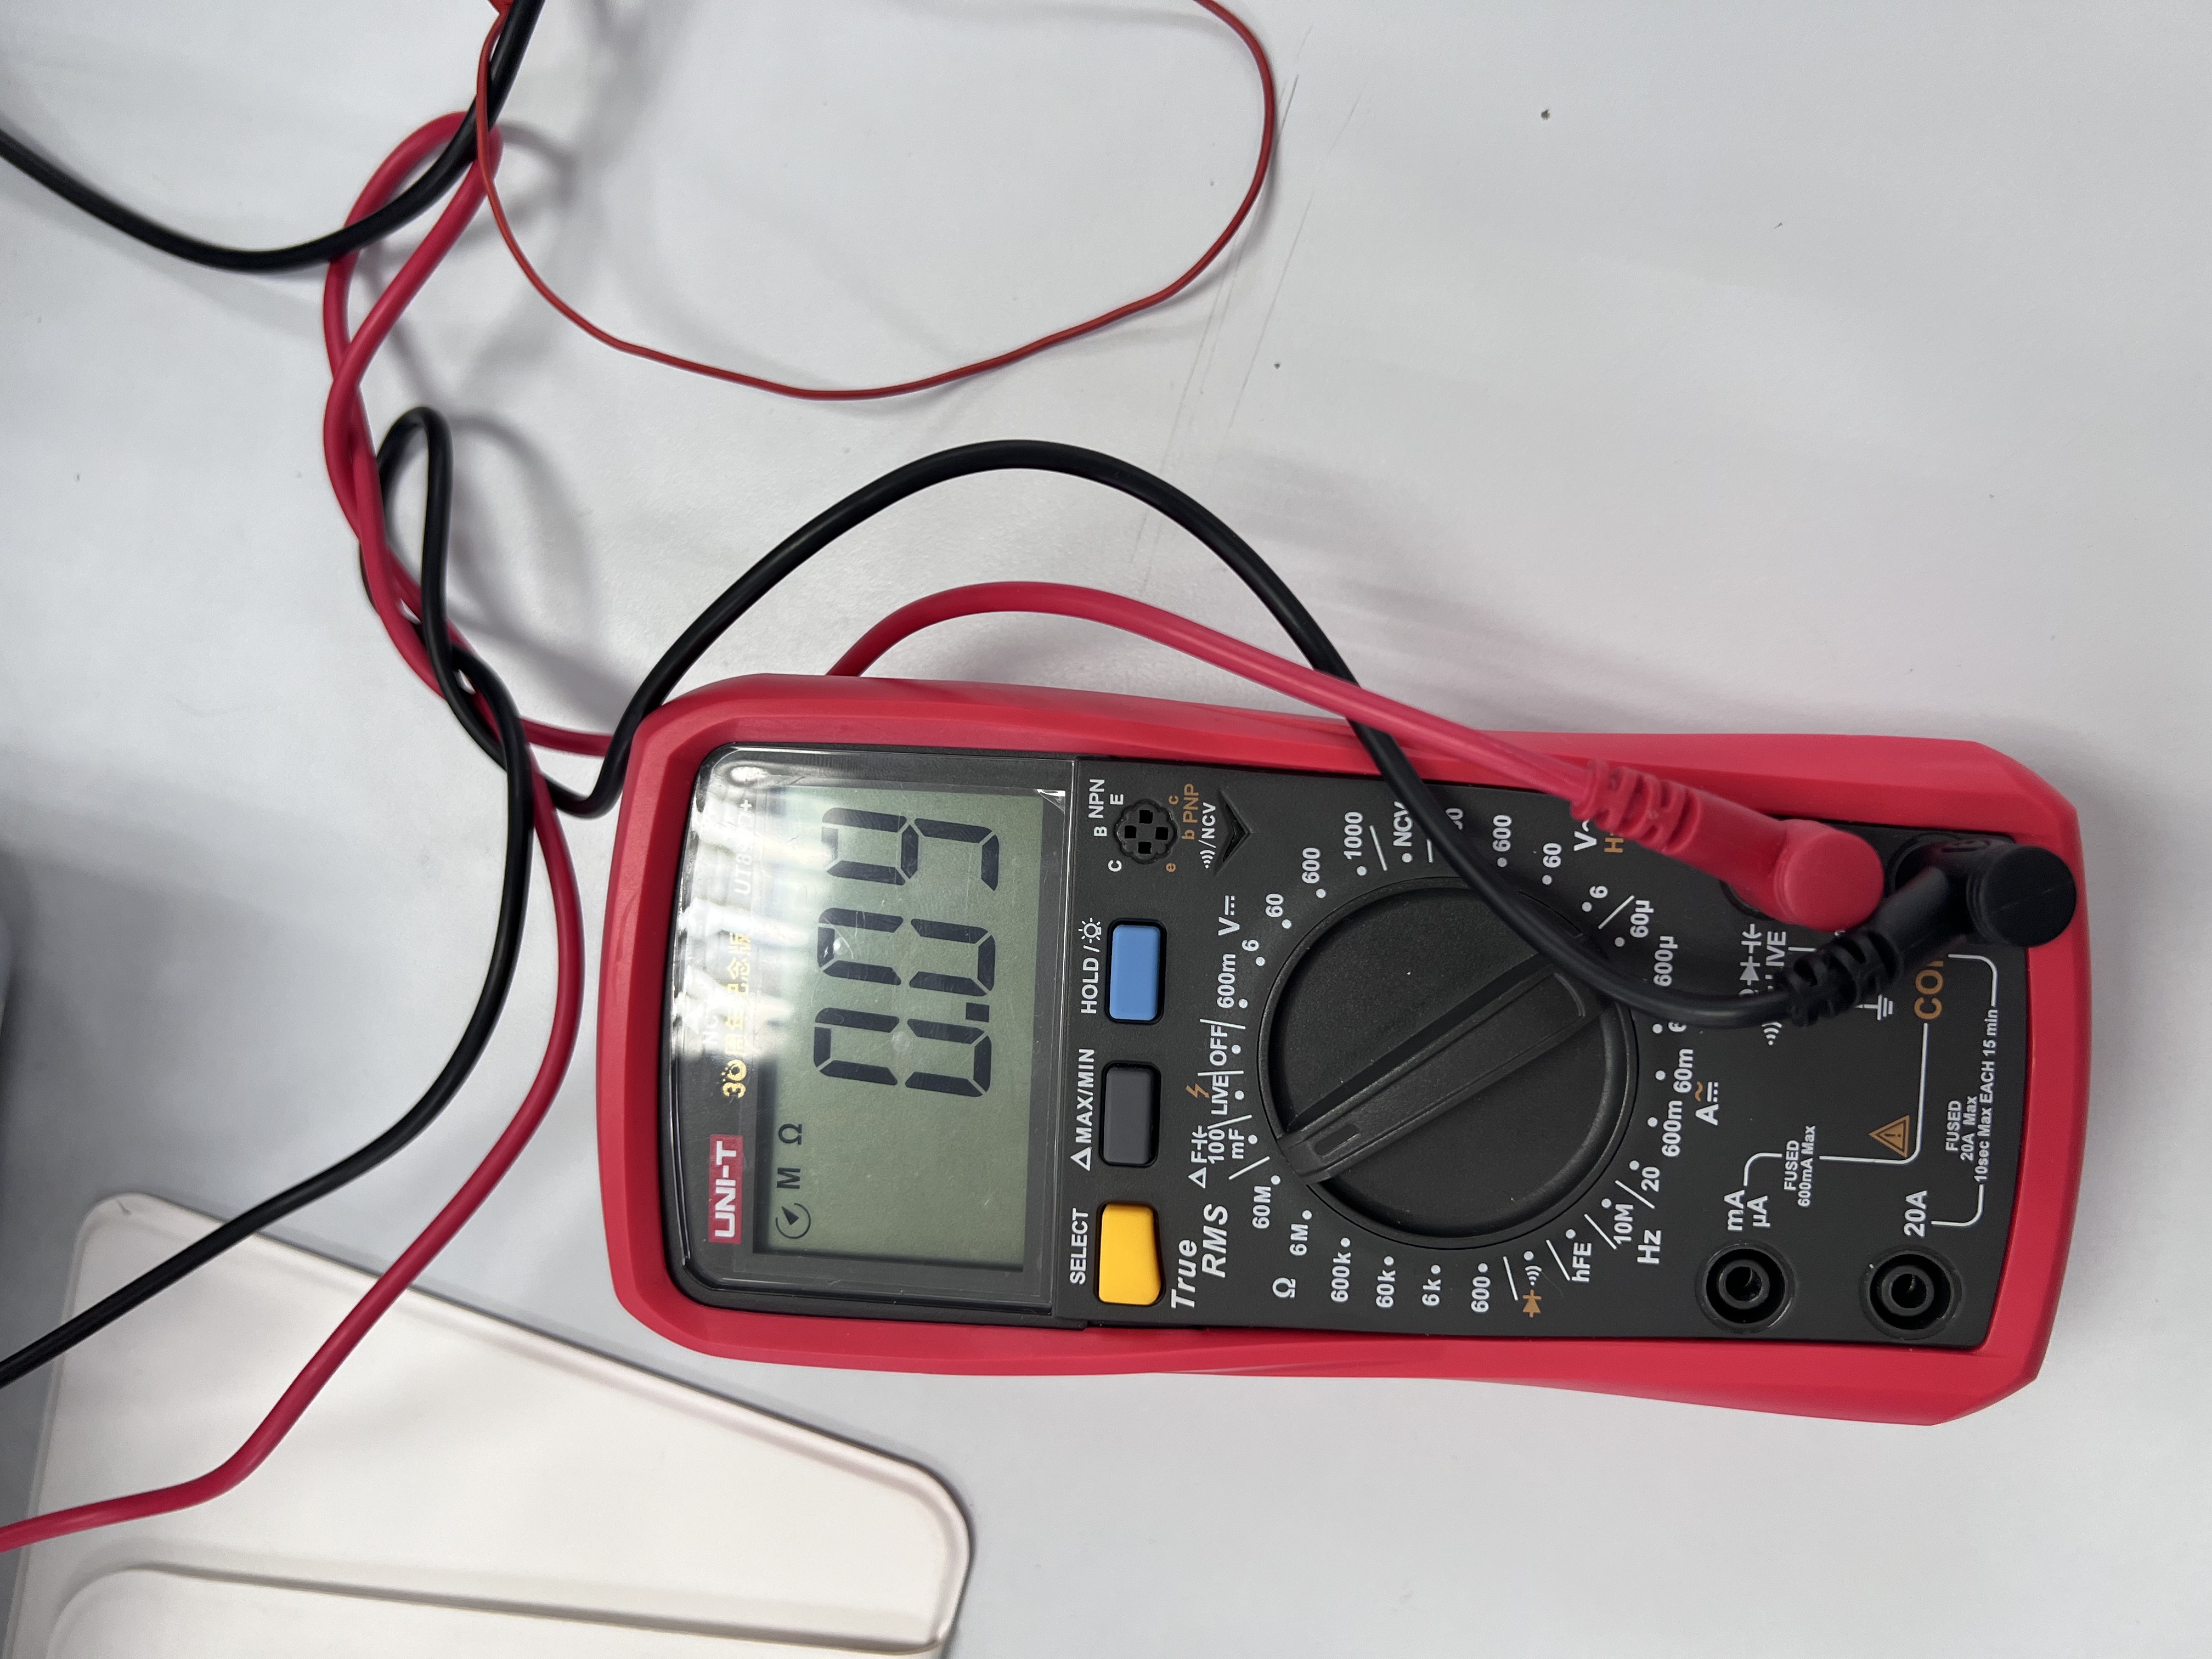 UNI-T
30周年纪念版
M Ω
0.09
SELECT
Δ MAX/MIN
HOLD /
B NPN
C E
e c
b PNP
/NCV
True
RMS
Δ F
100
mF
LIVE
OFF
600m
V
6
60
600
1000
NCV
600
60
6
V~
60µ
600µ
60m
600m
A
20
10M
Hz
hFE
600
6k
60k
600k
6M
60M
Ω
mA
µA
FUSED
600mA Max
20A
FUSED
20A Max
10sec Max EACH 15 min